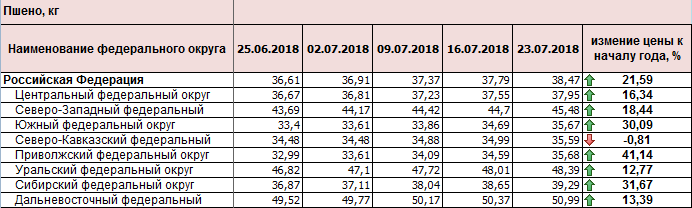 Пшено, кг
Наименование федерального округа 25.06.2018 02.07.2018 09.07.2018 16.07.2018 23.07.2018 измение цены к началу года, %
Российская Федерация 36,61 36,91 37,37 37,79 38,47 21,59
Центральный федеральный округ 36,67 36,81 37,23 37,55 37,95 16,34
Северо-Западный федеральный 43,69 44,17 44,42 44,7 45,48 18,44
Южный федеральный округ 33,4 33,61 33,86 34,69 35,67 30,09
Северо-Кавказский федеральный 34,48 34,48 34,88 34,99 35,59 -0,81
Приволжский федеральный округ 32,99 33,61 34,09 34,59 35,68 41,14
Уральский федеральный округ 46,82 47,1 47,72 48,01 48,39 12,77
Сибирский федеральный округ 36,87 37,11 38,04 38,65 39,29 31,67
Дальневосточный федеральный 49,52 49,77 50,17 50,37 50,99 13,39